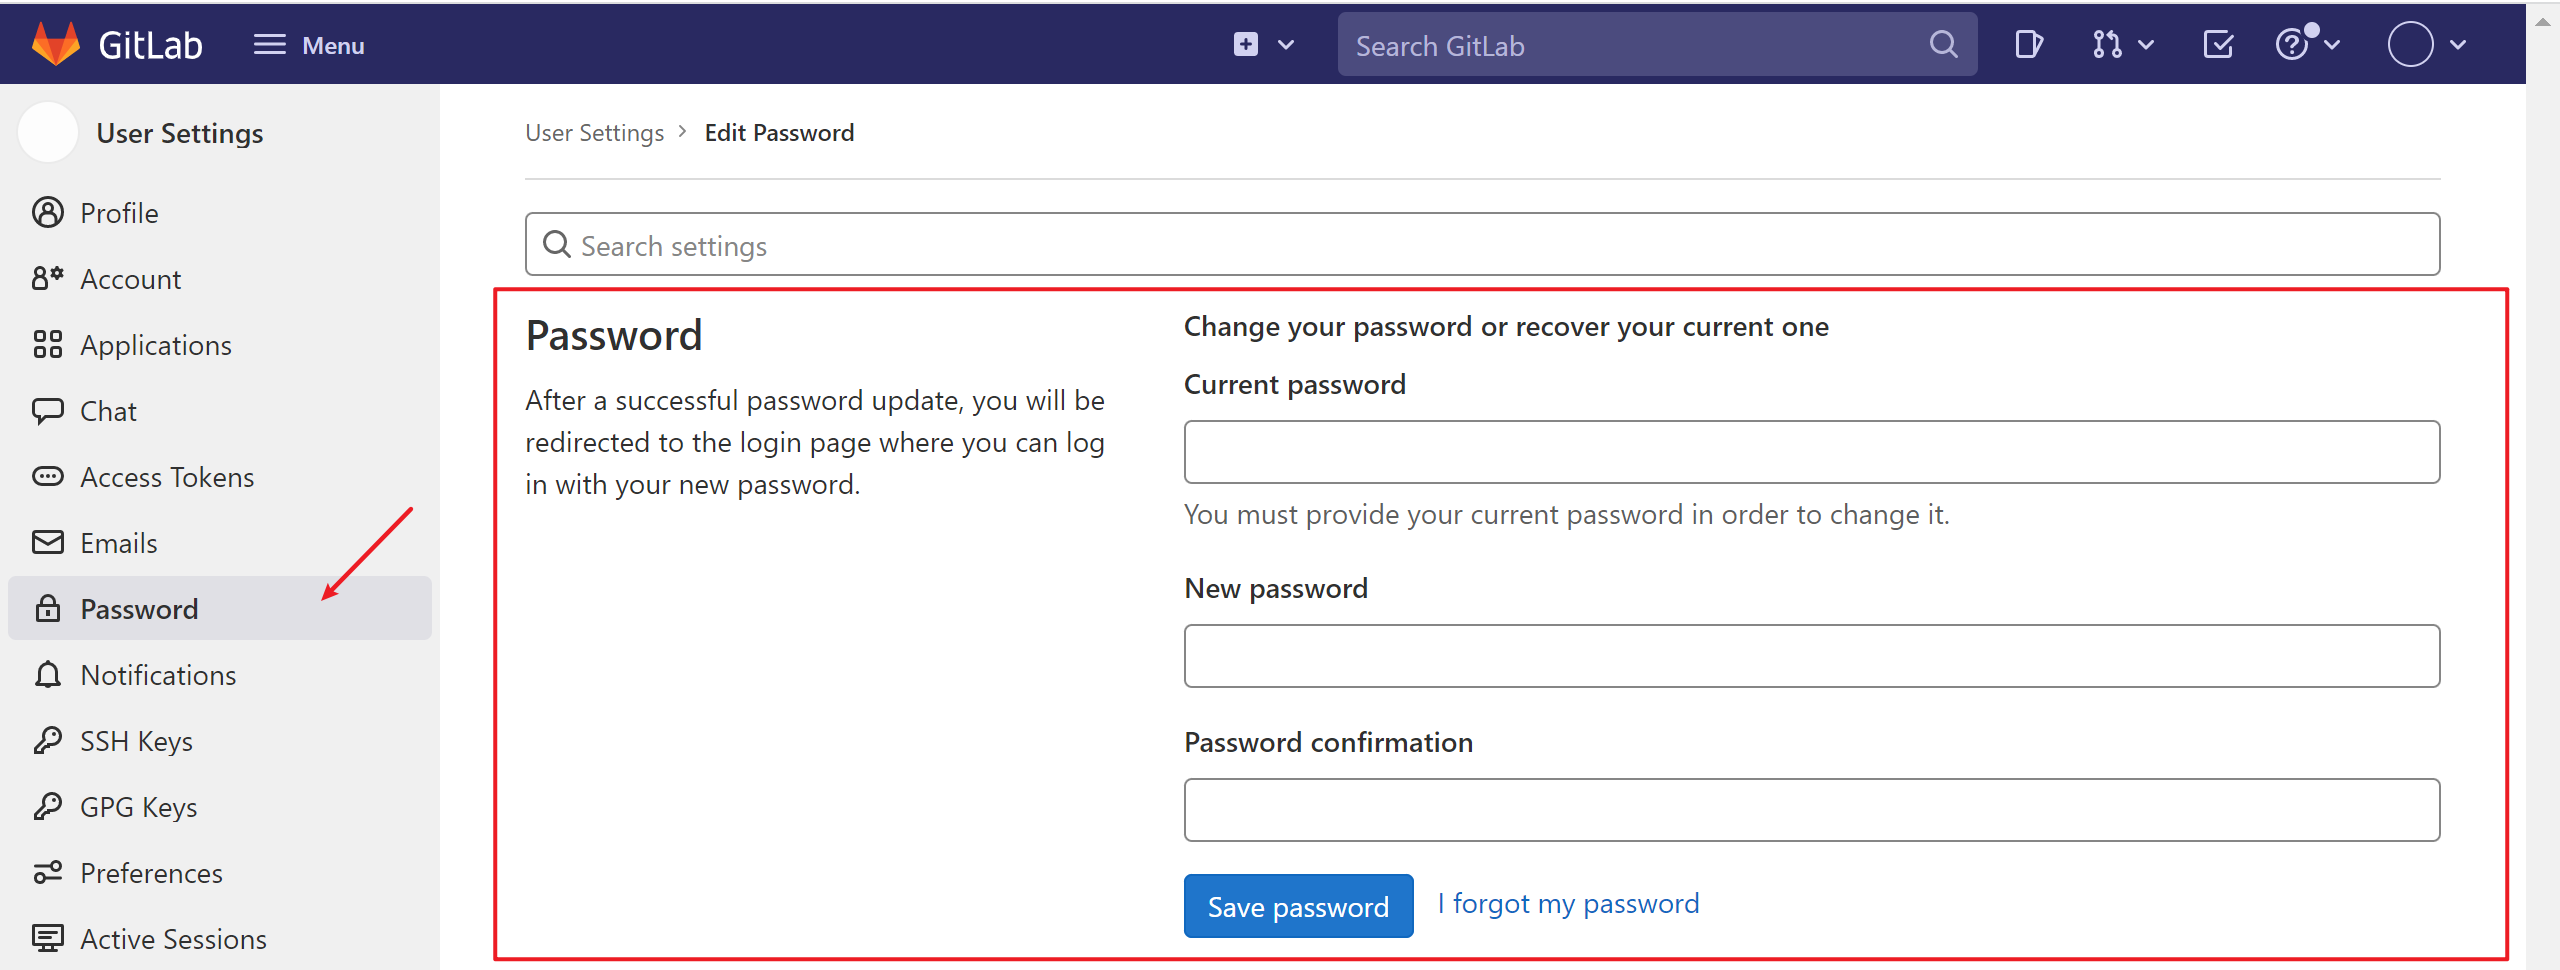 GitLab
Menu
Search GitLab
User Settings
Profile
Account
Applications
Chat
Access Tokens
Emails
Password
Notifications
SSH Keys
GPG Keys
Preferences
Active Sessions
User Settings > Edit Password
Search settings
Password
After a successful password update, you will be
redirected to the login page where you can log
in with your new password.
Change your password or recover your current one
Current password
You must provide your current password in order to change it.
New password
Password confirmation
Save password
I forgot my password